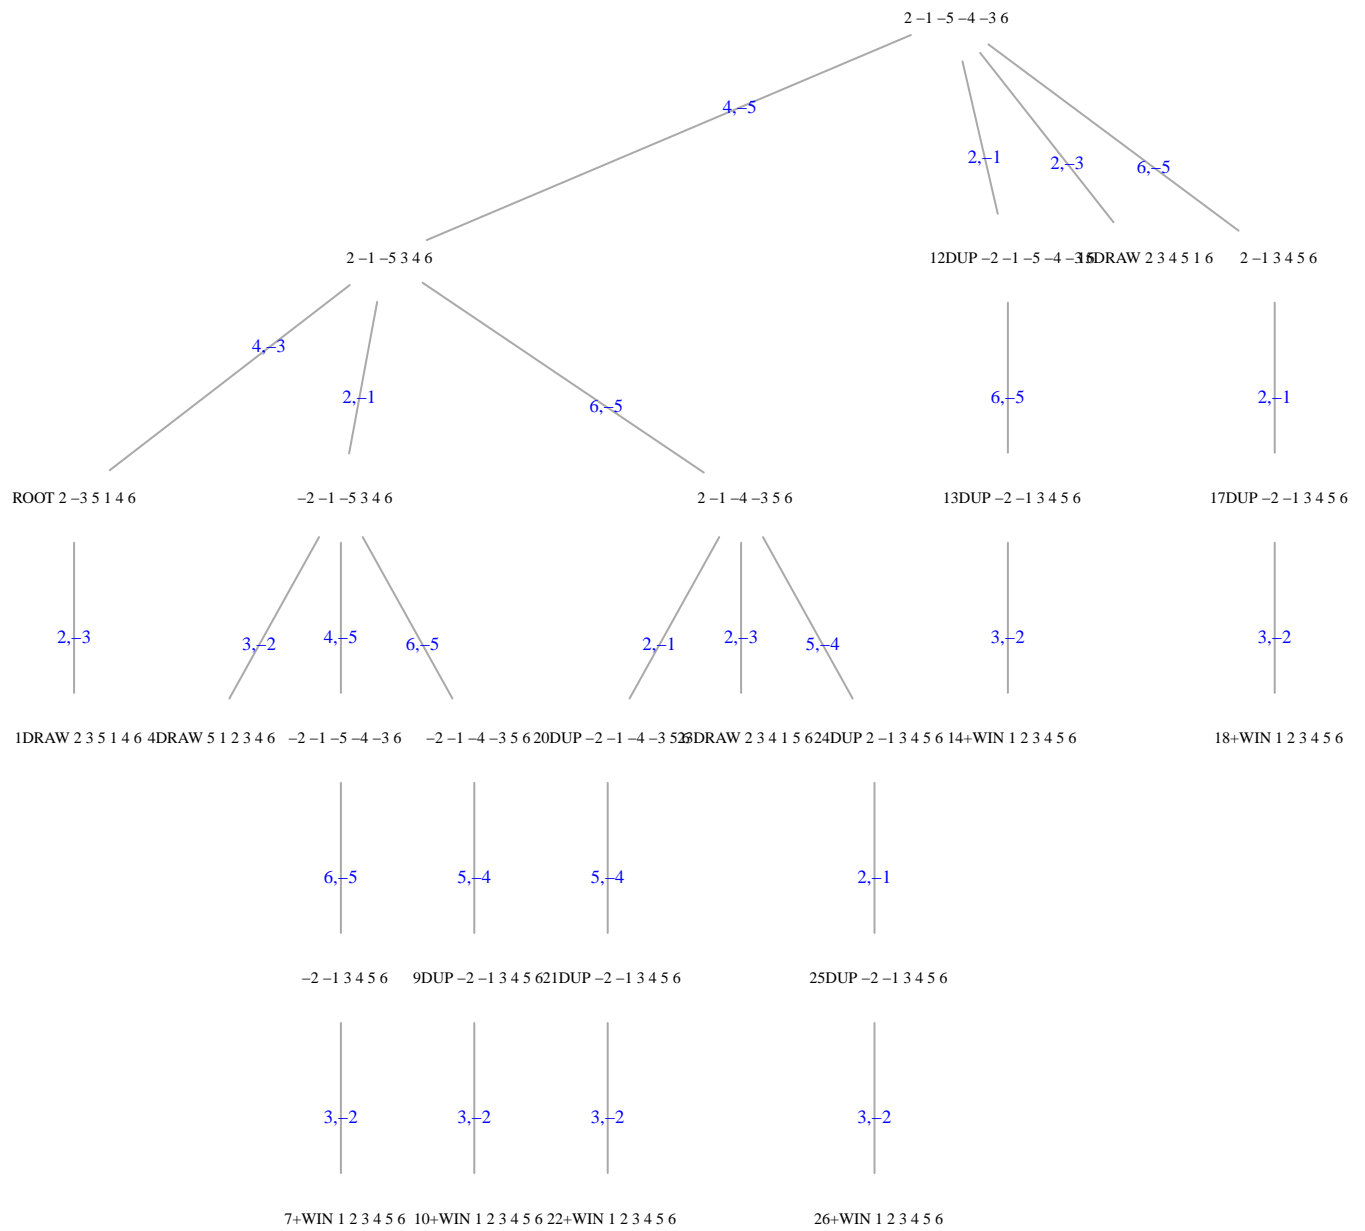 2 –1 –5 –4 –3 6
4,–5
2,–1
2,–3
6,–5
2 –1 –5 3 4 6
12DUP –2 –1 –5 –4 –3 6
15DRAW 2 3 4 5 1 6
2 –1 3 4 5 6
4,–3
2,–1
6,–5
6,–5
2,–1
ROOT 2 –3 5 1 4 6
–2 –1 –5 3 4 6
2 –1 –4 –3 5 6
13DUP –2 –1 3 4 5 6
17DUP –2 –1 3 4 5 6
2,–3
3,–2
4,–5
6,–5
2,–1
2,–3
5,–4
3,–2
3,–2
1DRAW 2 3 5 1 4 6
4DRAW 5 1 2 3 4 6
–2 –1 –5 –4 –3 6
–2 –1 –4 –3 5 6
20DUP –2 –1 –4 –3 5 6
23DRAW 2 3 4 1 5 6
24DUP 2 –1 3 4 5 6
14+WIN 1 2 3 4 5 6
18+WIN 1 2 3 4 5 6
6,–5
5,–4
5,–4
2,–1
–2 –1 3 4 5 6
9DUP –2 –1 3 4 5 6
21DUP –2 –1 3 4 5 6
25DUP –2 –1 3 4 5 6
3,–2
3,–2
3,–2
3,–2
7+WIN 1 2 3 4 5 6
10+WIN 1 2 3 4 5 6
22+WIN 1 2 3 4 5 6
26+WIN 1 2 3 4 5 6